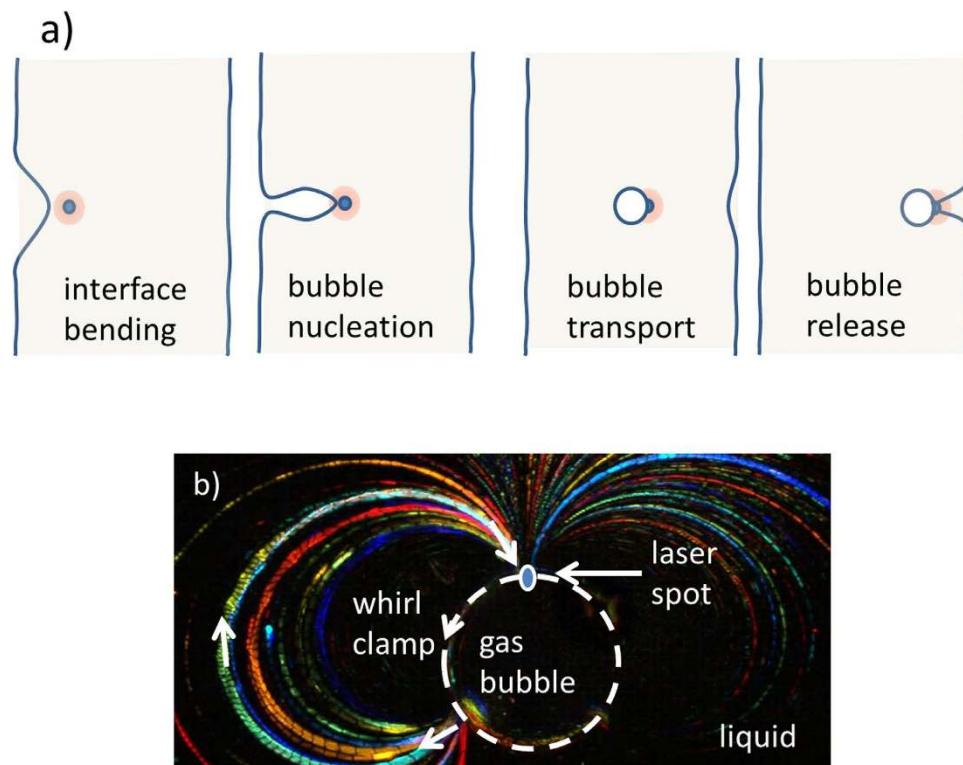 a)
interface
bending
bubble
nucleation
bubble
transport
bubble
release
b)
laser
spot
whirl
clamp
gas
bubble
liquid